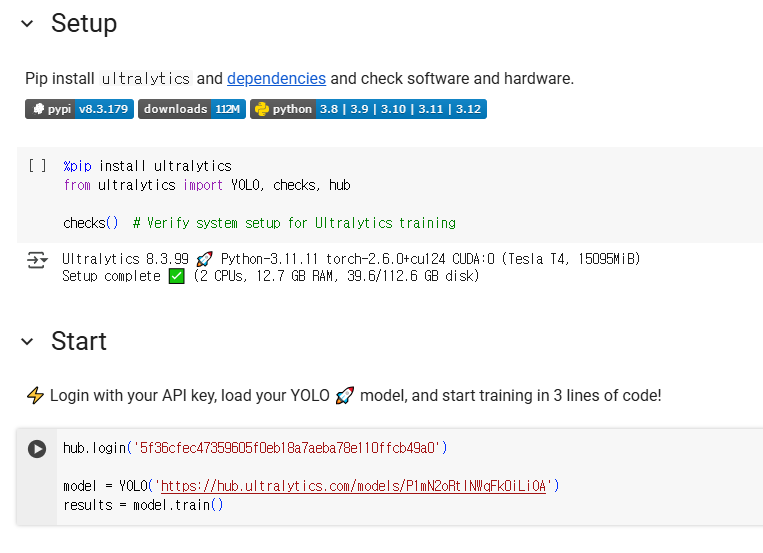 Setup
Pip install ultralytics and dependencies and check software and hardware.
pypi v8.3.179 downloads 112M python 3.8 | 3.9 | 3.10 | 3.11 | 3.12
[ ] %pip install ultralytics
from ultralytics import YOLO, checks, hub
checks() # Verify system setup for Ultralytics training
Ultralytics 8.3.99 🚀 Python-3.11.11 torch-2.6.0+cu124 CUDA:0 (Tesla T4, 15095MiB)
Setup complete ✅ (2 CPUs, 12.7 GB RAM, 39.6/112.6 GB disk)
Start
⚡ Login with your API key, load your YOLO 🚀 model, and start training in 3 lines of code!
hub.login('5f36cfec47359605f0eb18a7aeba78e110ffcb49a0')
model = YOLO('https://hub.ultralytics.com/models/P1mN2oRtlNWqFkOiLiOA')
results = model.train()